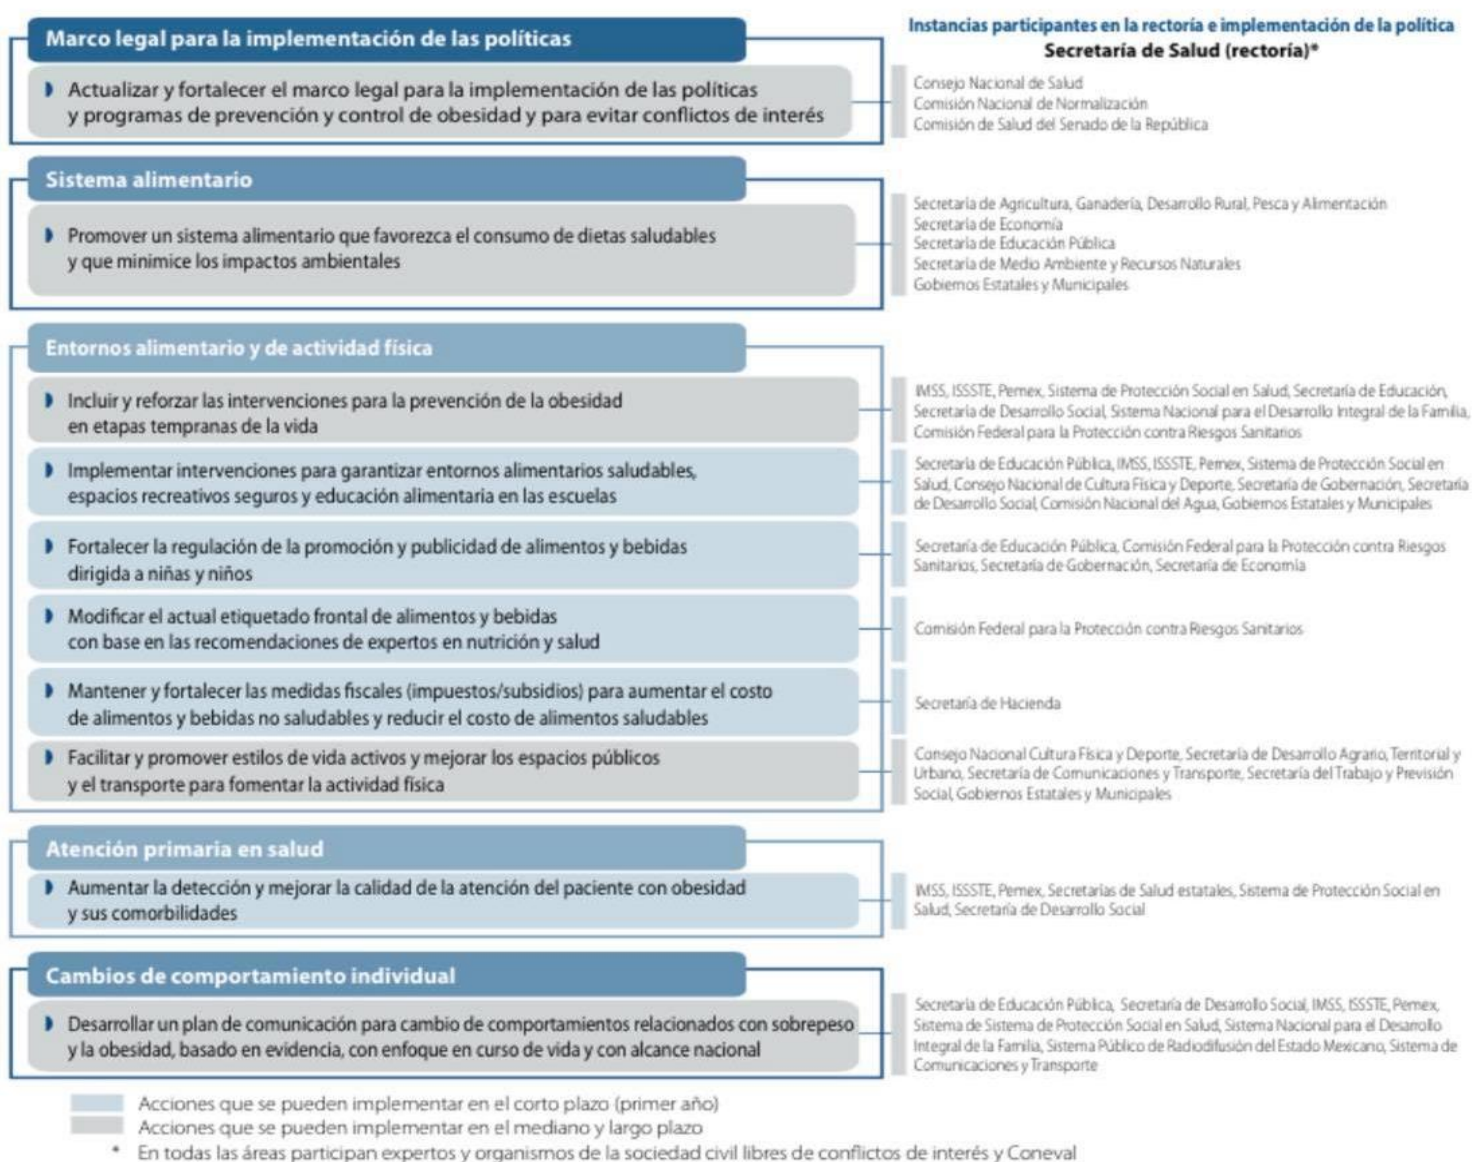 Instancias participantes en la rectoría e implementación de la política
Secretaría de Salud (rectoría)*
Marco legal para la implementación de las políticas
Actualizar y fortalecer el marco legal para la implementación de las políticas
y programas de prevención y control de obesidad y para evitar conflictos de interés
Consejo Nacional de Salud
Comisión Nacional de Normalización
Comisión de Salud del Senado de la República
Sistema alimentario
Promover un sistema alimentario que favorezca el consumo de dietas saludables
y que minimice los impactos ambientales
Secretaría de Agricultura, Ganadería, Desarrollo Rural, Pesca y Alimentación
Secretaría de Economía
Secretaría de Educación Pública
Secretaría de Medio Ambiente y Recursos Naturales
Gobiernos Estatales y Municipales
Entornos alimentario y de actividad física
Incluir y reforzar las intervenciones para la prevención de la obesidad
en etapas tempranas de la vida
IMSS, ISSSTE, Pemex, Sistema de Protección Social en Salud, Secretaría de Educación,
Secretaría de Desarrollo Social, Sistema Nacional para el Desarrollo Integral de la Familia,
Comisión Federal para la Protección contra Riesgos Sanitarios
Implementar intervenciones para garantizar entornos alimentarios saludables,
espacios recreativos seguros y educación alimentaria en las escuelas
Secretaría de Educación Pública, IMSS, ISSSTE, Pemex, Sistema de Protección Social en
Salud, Consejo Nacional de Cultura Física y Deporte, Secretaría de Gobernación, Secretaría
de Desarrollo Social, Comisión Nacional del Agua, Gobiernos Estatales y Municipales
Fortalecer la regulación de la promoción y publicidad de alimentos y bebidas
dirigida a niñas y niños
Secretaría de Educación Pública, Comisión Federal para la Protección contra Riesgos
Sanitarios, Secretaría de Gobernación, Secretaría de Economía
Modificar el actual etiquetado frontal de alimentos y bebidas
con base en las recomendaciones de expertos en nutrición y salud
Comisión Federal para la Protección contra Riesgos Sanitarios
Mantener y fortalecer las medidas fiscales (impuestos/subsidios) para aumentar el costo
de alimentos y bebidas no saludables y reducir el costo de alimentos saludables
Secretaría de Hacienda
Facilitar y promover estilos de vida activos y mejorar los espacios públicos
y el transporte para fomentar la actividad física
Consejo Nacional Cultura Física y Deporte, Secretaría de Desarrollo Agrario, Territorial y
Urbano, Secretaría de Comunicaciones y Transporte, Secretaría del Trabajo y Previsión
Social, Gobiernos Estatales y Municipales
Atención primaria en salud
Aumentar la detección y mejorar la calidad de la atención del paciente con obesidad
y sus comorbilidades
IMSS, ISSSTE, Pemex, Secretarías de Salud estatales, Sistema de Protección Social en
Salud, Secretaría de Desarrollo Social
Cambios de comportamiento individual
Desarrollar un plan de comunicación para cambio de comportamientos relacionados con sobrepeso
y la obesidad, basado en evidencia, con enfoque en curso de vida y con alcance nacional
Secretaría de Educación Pública, Secretaría de Desarrollo Social, IMSS, ISSSTE, Pemex,
Sistema de Sistema de Protección Social en Salud, Sistema Nacional para el Desarrollo
Integral de la Familia, Sistema Público de Radiodifusión del Estado Mexicano, Sistema de
Comunicaciones y Transporte
Acciones que se pueden implementar en el corto plazo (primer año)
Acciones que se pueden implementar en el mediano y largo plazo
* En todas las áreas participan expertos y organismos de la sociedad civil libres de conflictos de interés y Coneval